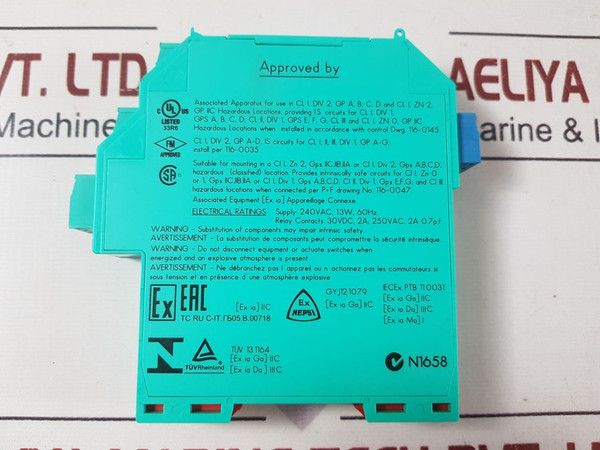 Approved by
UL
LISTED
33R6
Associated Apparatus for use in Cl. I, DIV 2, GP A, B, C, D and Cl. I, ZN 2,
GP IIC Hazardous Locations, providing I.S. circuits for Cl. I, DIV 1,
GPS A, B, C, D, Cl. II, DIV 1, GPS E, F, G, Cl. III and Cl. I, ZN 0, GP IIC
Hazardous Locations when installed in accordance with control Dwg. 116-0145.
FM
APPROVED
Cl. I, DIV 2, GP A-D, IS circuits for Cl. I, II, III, DIV 1, GP A-G.
install per 116-0035
Suitable for mounting in a Cl I, Zn 2, Gps IIC,IIB,IIA or Cl I, Div 2, Gps A,B,C,D,
hazardous (classified) location. Provides intrinsically safe circuits for Cl I, Zn 0
or 1, Gps IIC,IIB,IIA or Cl I, Div 1, Gps A,B,C,D, Cl II, Div 1, Gps E,F,G; and Cl III
hazardous locations when connected per P+F drawing No.: 116-0047
Associated Equipment [Ex ia] Appareillage Connexe
ELECTRICAL RATINGS Supply 240VAC, 13W, 60Hz
Relay Contacts: 30VDC, 2A, 250VAC, 2A 0.7p.f
WARNING - Substitution of components may impair intrinsic safety
AVERTISSEMENT - La substitution de composants peut compromettre la sécurité intrinsèque.
WARNING - Do not disconnect equipment or actuate switches when
energized and an explosive atmosphere is present
AVERTISSEMENT - Ne débranchez pas l appareil ou n actionnez pas les commutateurs si
sous tension et en présence d une atmosphère explosive
Ex EAC
[Ex ia] IIC
TC RU C-IT.ГБ05.В.00718
Ex
NEPSI
GYJ12.1079
[Ex ia Ga] IIC
IECEx PTB 11.0031
[Ex ia Ga] IIC
[Ex ia Da] IIIC
[Ex ia Ma] I
TÜVRheinland
TÜV 13 1164
[Ex ia Ga] IIC
[Ex ia Da] IIIC
N1658
VT. LTD
AELIYA
Machine
arine & I